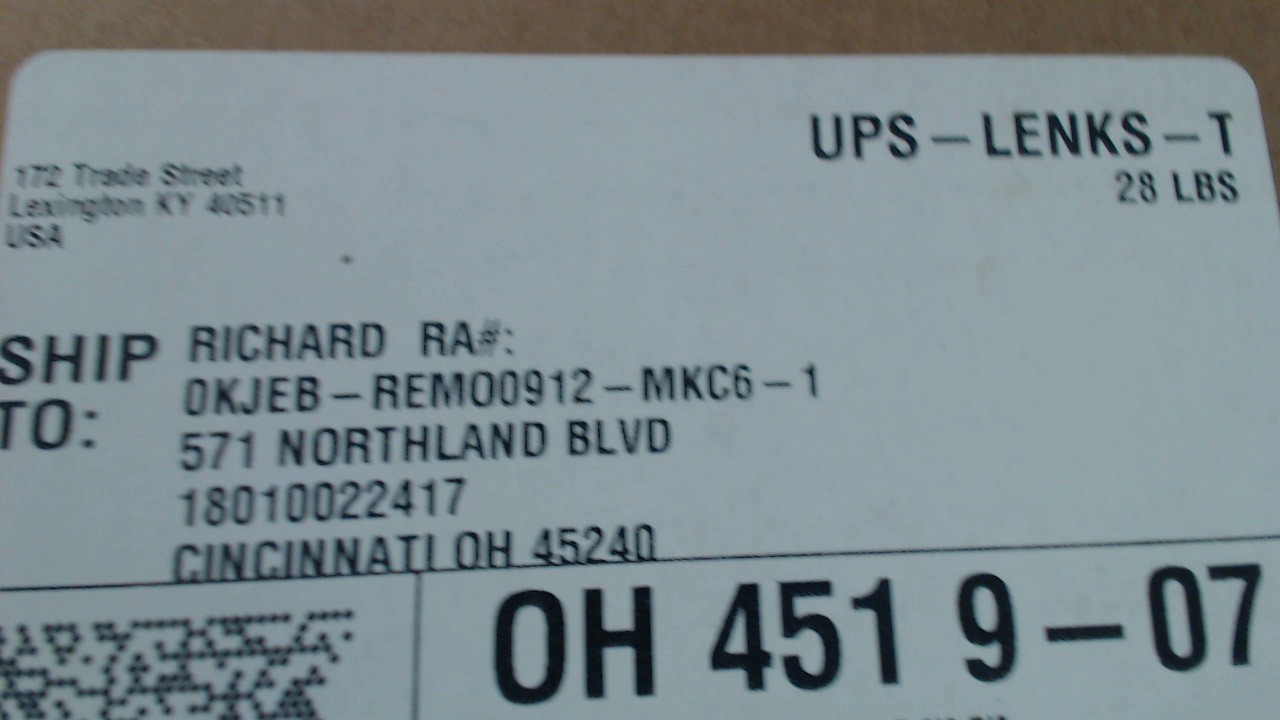 UPS-LENKS-T
28 LBS
172 Trade Street
Lexington KY 40511
USA
SHIP TO:
RICHARD RA#:
0KJEB-REMO0912-MKC6-1
571 NORTHLAND BLVD
18010022417
CINCINNATI OH 45240
OH 451 9-07